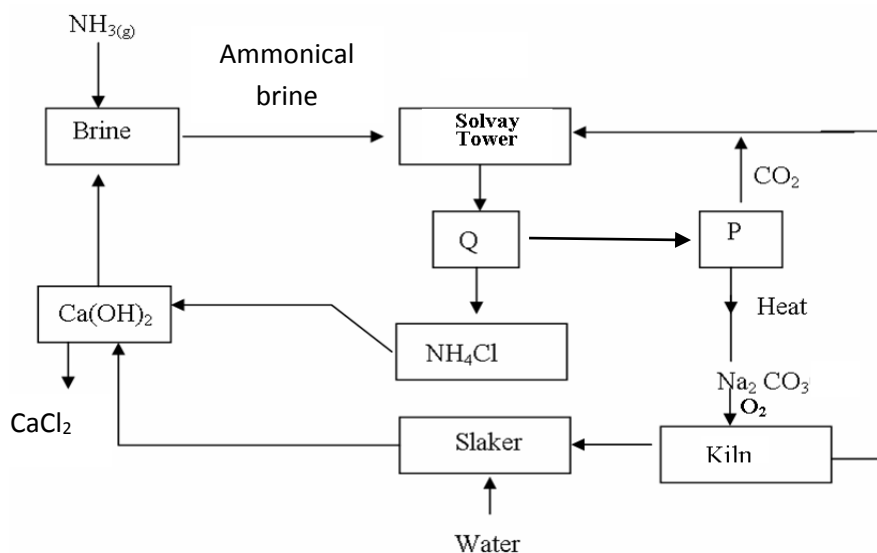 NH₃(g)
Ammonical
brine
Brine
Solvay
Tower
CO₂
Q
P
Heat
Ca(OH)₂
NH₄Cl
Na₂ CO₃
O₂
CaCl₂
Slaker
Kiln
Water